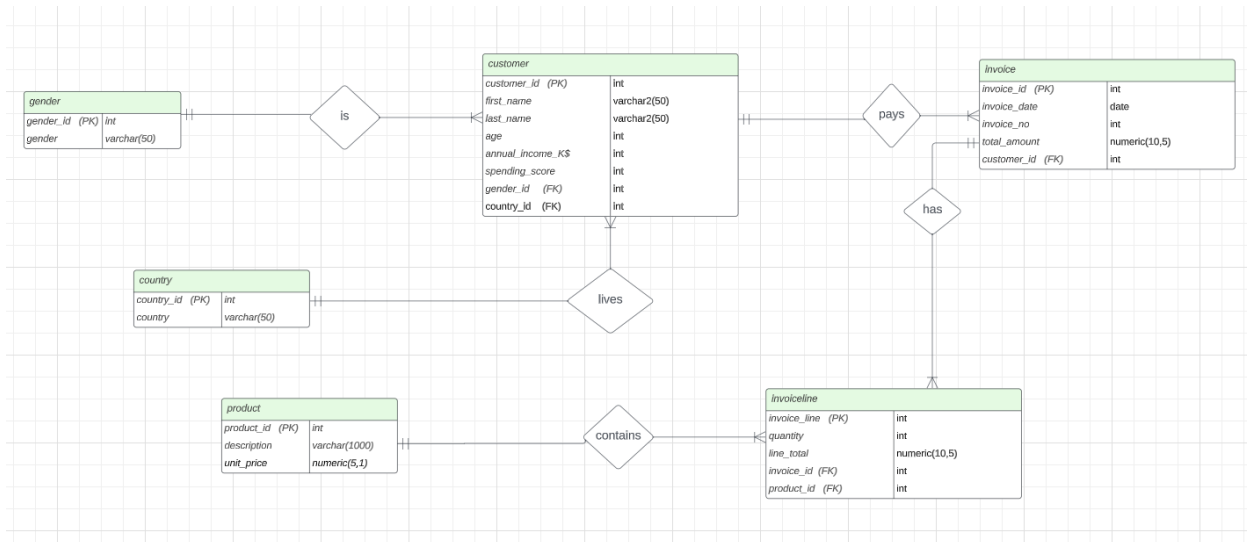 gender
gender_id (PK) int
gender varchar(50)
is
customer
customer_id (PK) int
first_name varchar2(50)
last_name varchar2(50)
age int
annual_income_K$ int
spending_score int
gender_id (FK) int
country_id (FK) int
pays
invoice
invoice_id (PK) int
invoice_date date
invoice_no int
total_amount numeric(10,5)
customer_id (FK) int
has
country
country_id (PK) int
country varchar(50)
lives
product
product_id (PK) int
description varchar(1000)
unit_price numeric(5,1)
contains
invoiceline
invoice_line (PK) int
quantity int
line_total numeric(10,5)
invoice_id (FK) int
product_id (FK) int